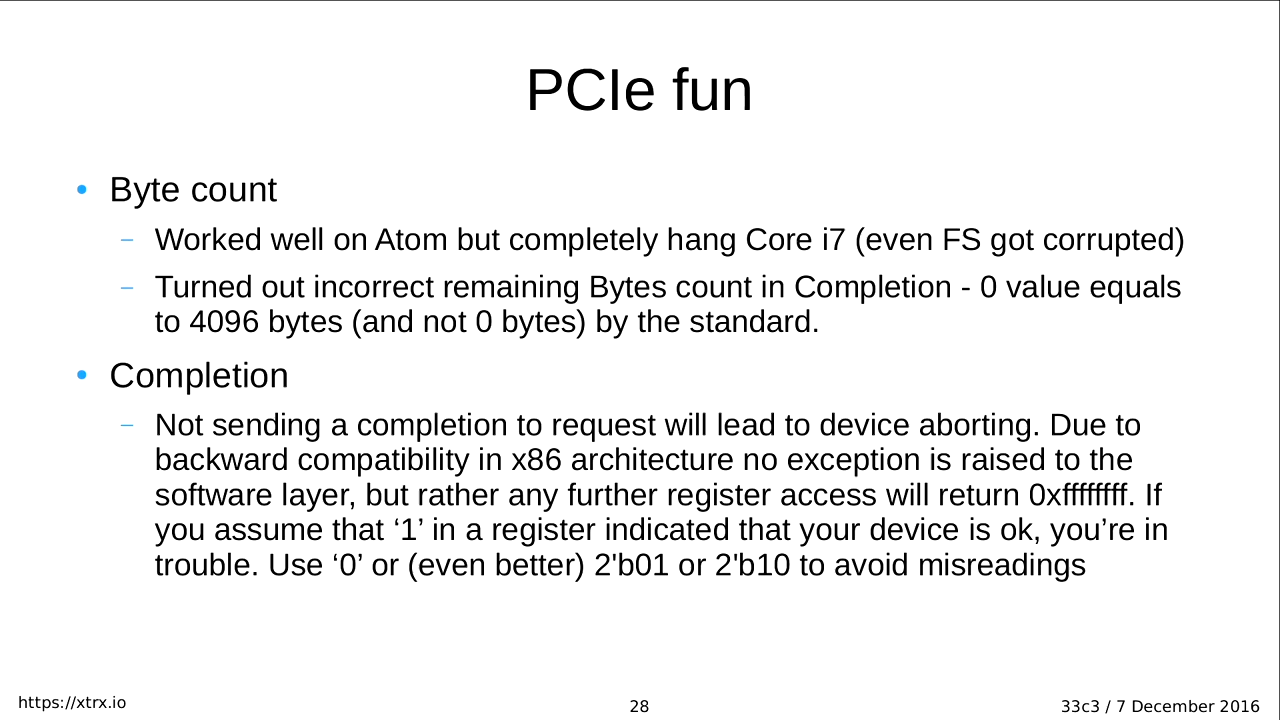 PCIe fun
• Byte count
– Worked well on Atom but completely hang Core i7 (even FS got corrupted)
– Turned out incorrect remaining Bytes count in Completion - 0 value equals
to 4096 bytes (and not 0 bytes) by the standard.
• Completion
– Not sending a completion to request will lead to device aborting. Due to
backward compatibility in x86 architecture no exception is raised to the
software layer, but rather any further register access will return 0xffffffff. If
you assume that ‘1’ in a register indicated that your device is ok, you’re in
trouble. Use ‘0’ or (even better) 2'b01 or 2'b10 to avoid misreadings
https://xtrx.io
28
33c3 / 7 December 2016